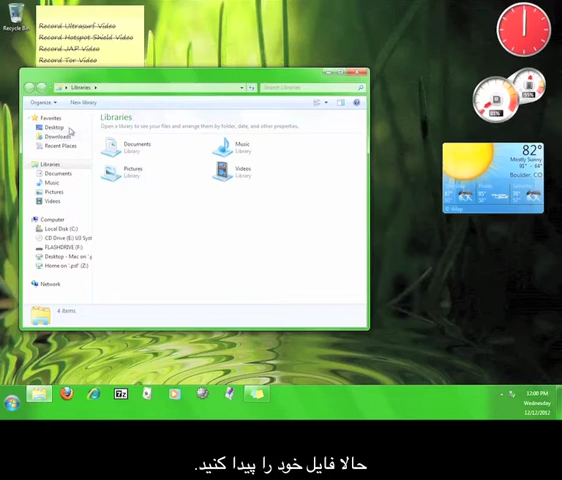 Recycle Bin
Record Ultrasurf Video
Record Hotspot Shield Video
Record JAP Video
Record Tor Video
Libraries
Search Libraries
Organize
New library
Favorites
Desktop
Downloads
Recent Places
Libraries
Documents
Music
Pictures
Videos
Computer
Local Disk (C:)
CD Drive (E:) U3 Syst
FLASHDRIVE (F:)
Desktop - Mac on
Home on '.pdf' (Z:)
Network
Libraries
Open a library to see your files and arrange them by folder, date, and other properties.
Documents
Library
Music
Library
Pictures
Library
Videos
Library
4 items
82°
Mostly Sunny
91° - 64°
Boulder, CO
12:00 PM
Wednesday
12/12/2012
حالا فایل خود را پیدا کنید.